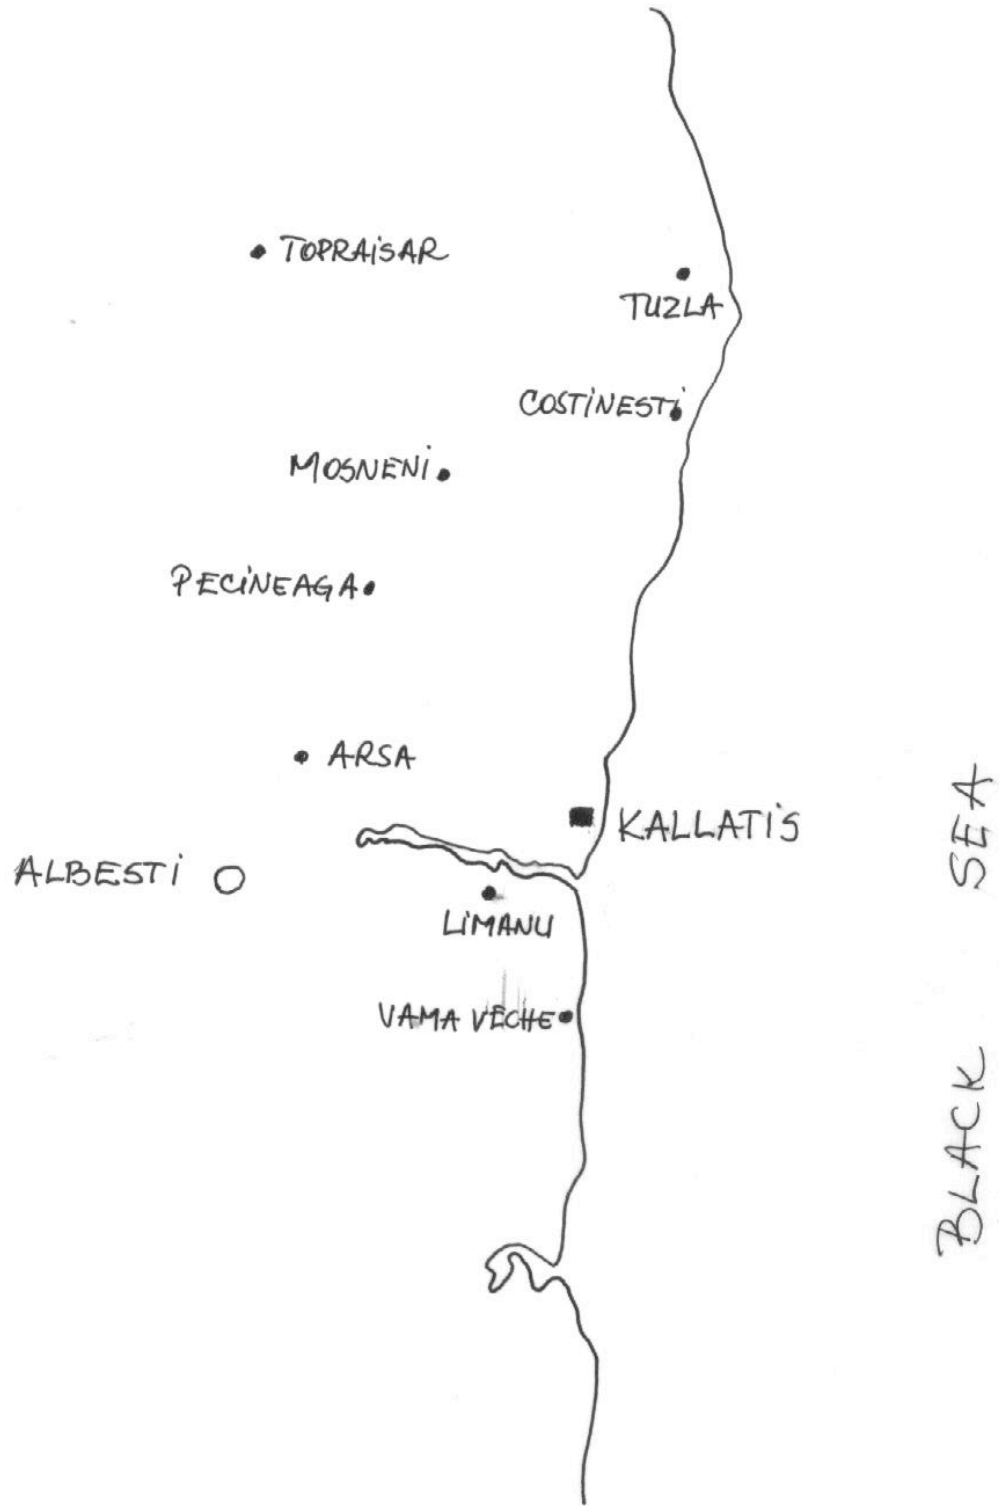 TOPRAiSAR
TUZLA
COSTiNESTi
MOSNENi
PECiNEAGA
ARSA
KALLATiS
ALBESTi
LiMANU
VAMA VECHE
BLACK SEA